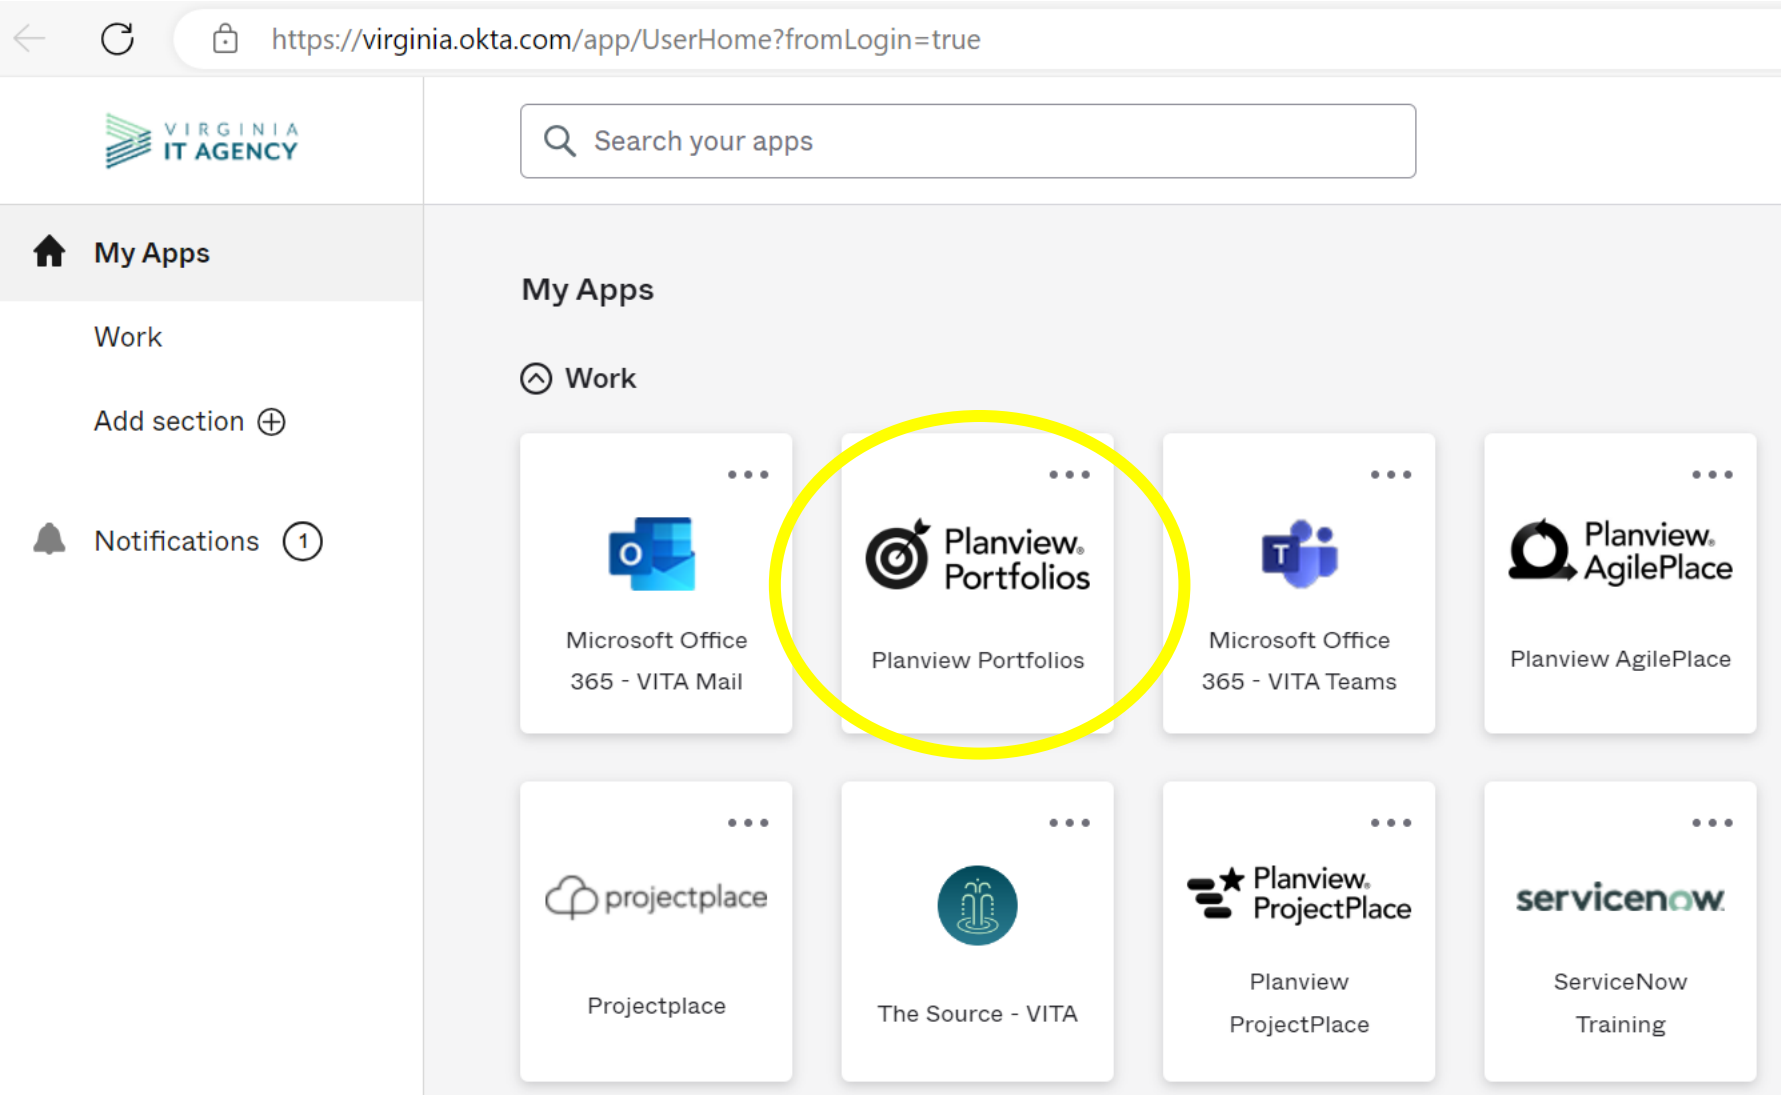 https://virginia.okta.com/app/UserHome?fromLogin=true
VIRGINIA
IT AGENCY
Search your apps
My Apps
Work
Add section
Notifications 1
My Apps
Work
Planview®
Portfolios
Planview®
AgilePlace
O
T
Microsoft Office
365 - VITA Mail
Planview Portfolios
Microsoft Office
365 - VITA Teams
Planview AgilePlace
projectplace
Planview®
ProjectPlace
servicenow
Projectplace
The Source - VITA
Planview
ProjectPlace
ServiceNow
Training